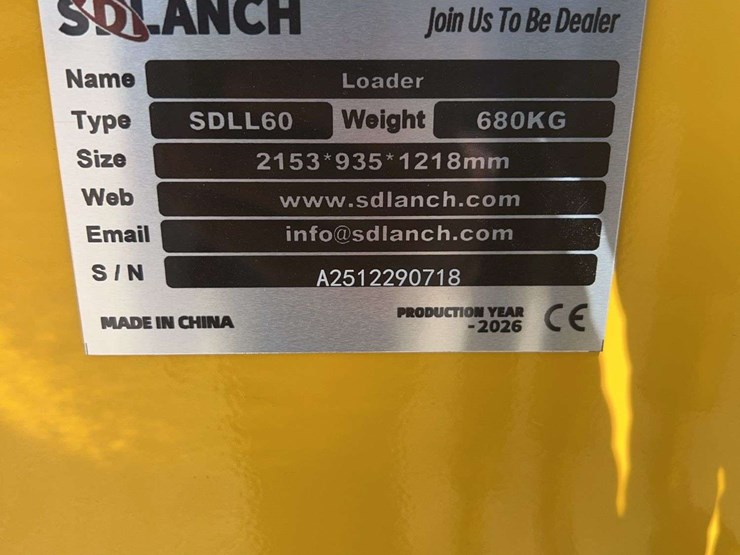 SDLANCH
Join Us To Be Dealer
Name Loader
Type SDLL60 Weight 680KG
Size 2153*935*1218mm
Web www.sdlanch.com
Email info@sdlanch.com
S/N A2512290718
MADE IN CHINA
PRODUCTION YEAR
-2026
CE